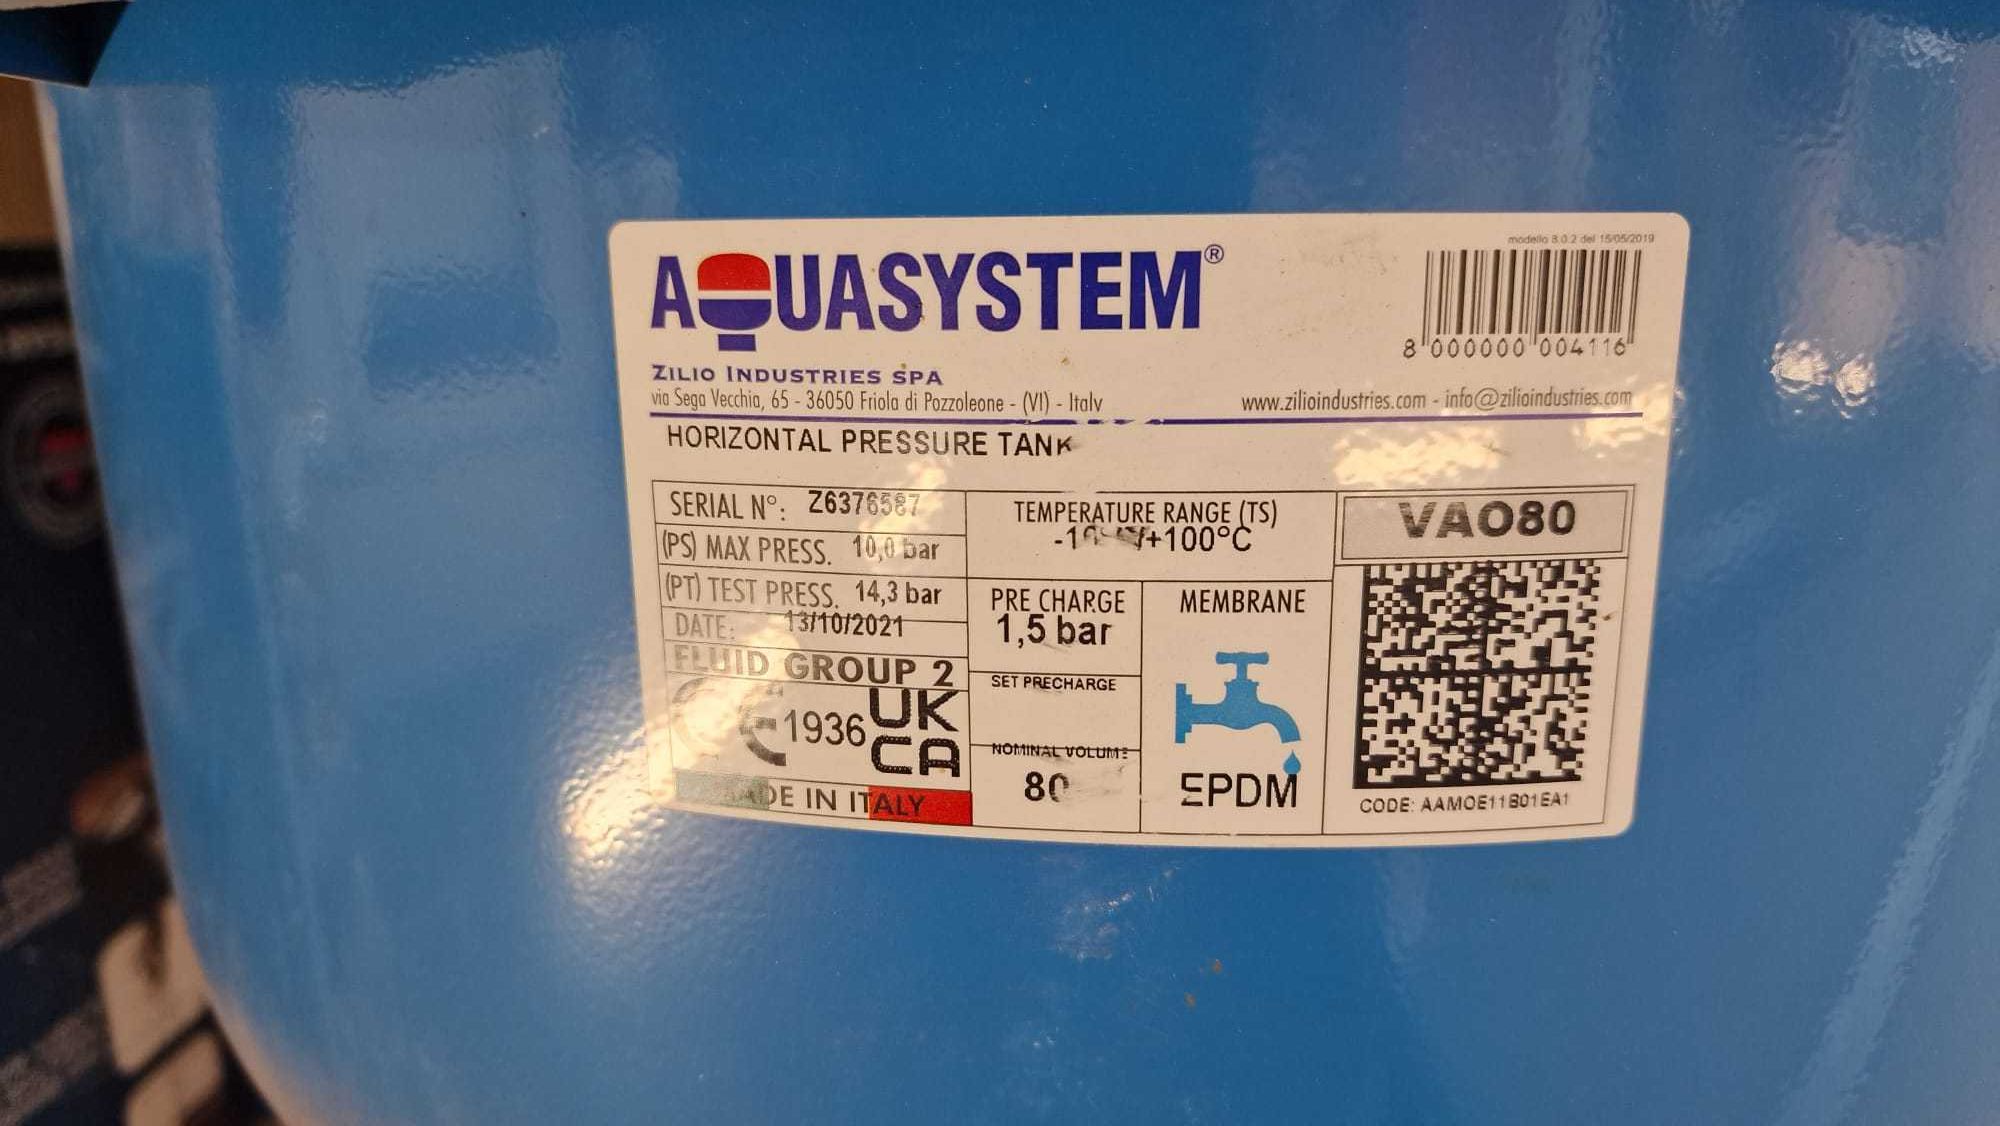 modello 8.0.2 del 15/05/2019
AQUASYSTEM®
8 000000 004116
ZILIO INDUSTRIES SPA
via Sega Vecchia, 65 - 36050 Friola di Pozzoleone - (VI) - Italy
www.zilioindustries.com - info@zilioindustries.com
HORIZONTAL PRESSURE TANK
SERIAL N°: Z6376587
(PS) MAX PRESS. 10,0 bar
(PT) TEST PRESS. 14,3 bar
DATE: 13/10/2021
FLUID GROUP 2
CE 1936 UK
CA
MADE IN ITALY
TEMPERATURE RANGE (TS)
/+100°C
PRE CHARGE
1,5 bar
SET PRECHARGE
NOMINAL VOLUME
80
MEMBRANE
EPDM
VAO80
CODE: AAMOE11B01EA1